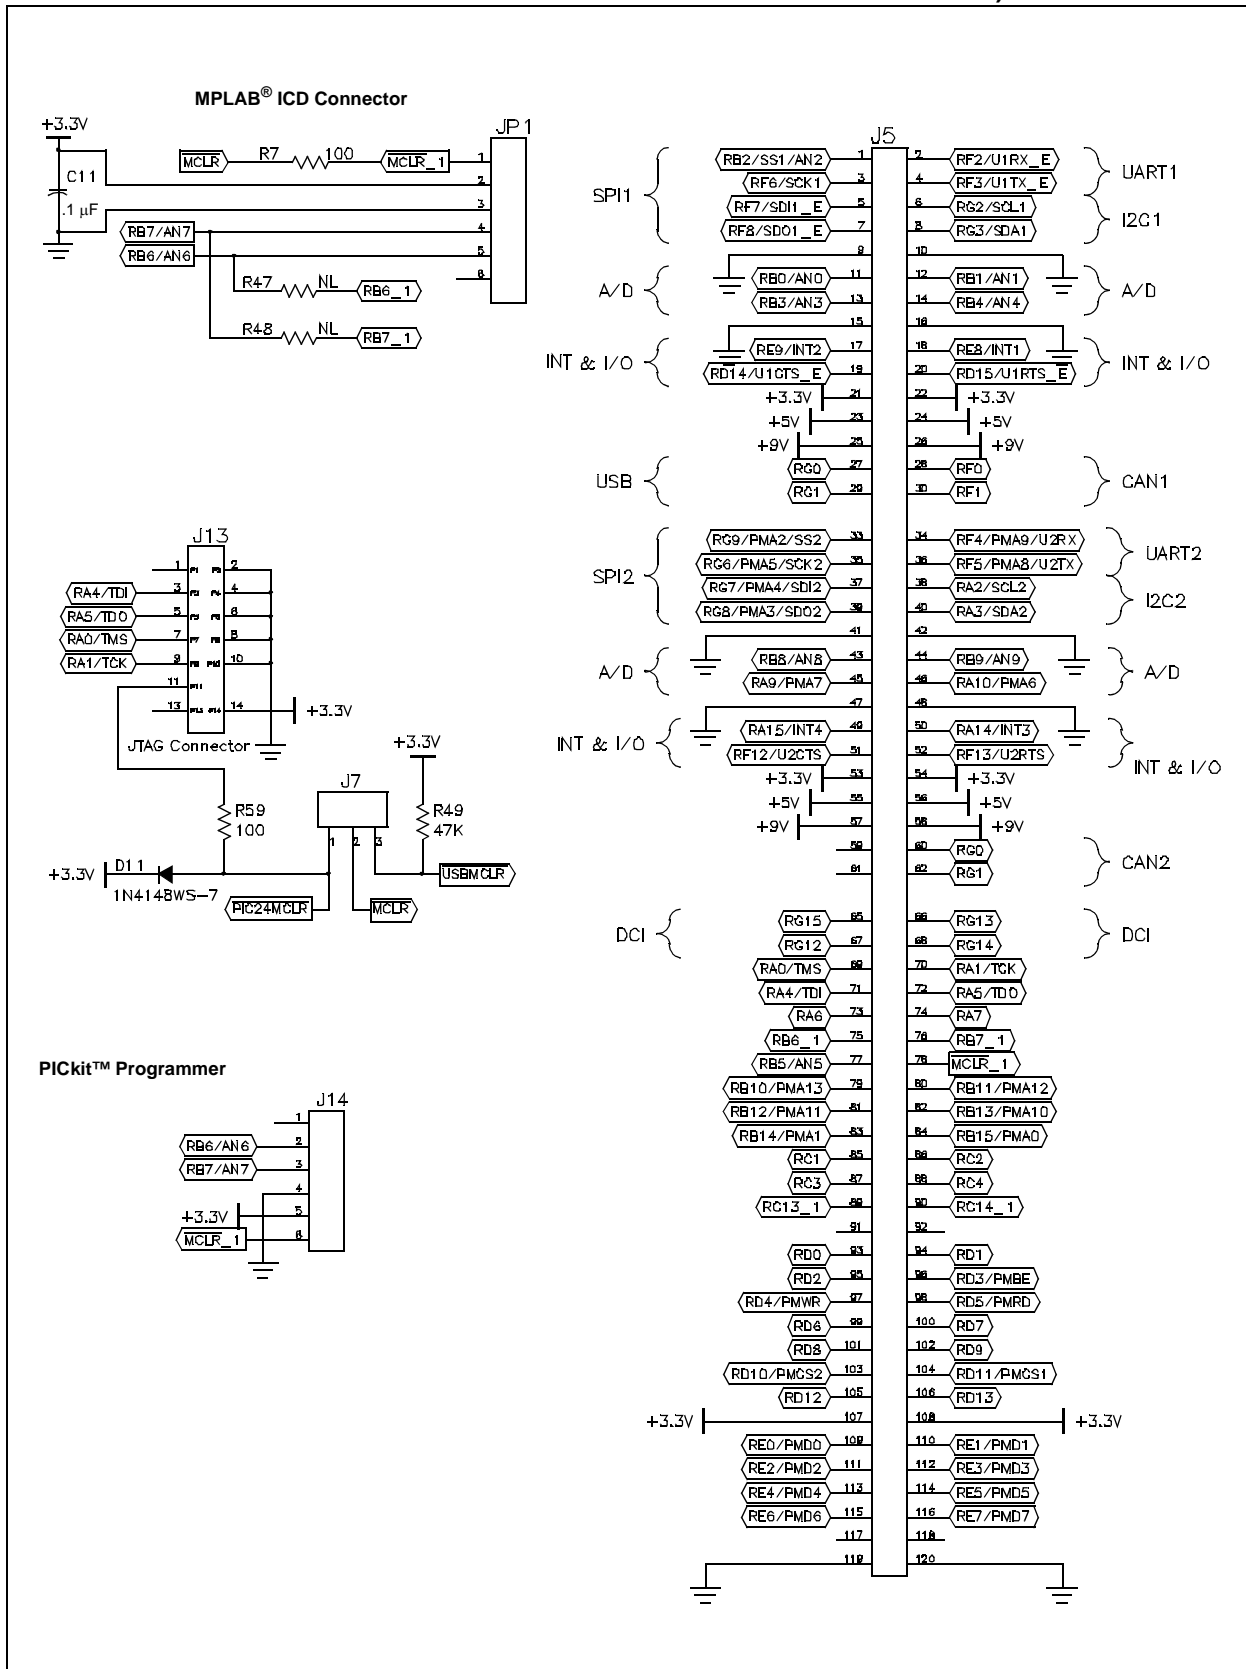 MPLAB® ICD Connector
+3.3V
C11
.1 µF
MCLR R7 100 MCLR_1
JP1
1
2
3
RB7/AN7 4
RB6/AN6 5
6
R47 NL RB6_1
R48 NL RB7_1
J13
1 P1 P2 2
RA4/TDI 3 P3 P4 4
RA5/TDO 5 P5 P6 6
RA0/TMS 7 P7 P8 8
RA1/TCK 9 P9 P10 10
11 P11
13 P13 P14 14 +3.3V
JTAG Connector
+3.3V
J7
R59
100
R49
47K
1 2 3
+3.3V D11
1N4148WS-7
USBMCLR
PIC24MCLR MCLR
PICkit™ Programmer
J14
1
RB6/AN6 2
RB7/AN7 3
4
+3.3V 5
MCLR_1 6
J5
RB2/SS1/AN2 1 2 RF2/U1RX_E
UART1
RF6/SCK1 3 4 RF3/U1TX_E
SPI1
RF7/SDI1_E 5 6 RG2/SCL1
I2C1
RF8/SDO1_E 7 8 RG3/SDA1
9 10
RB0/AN0 11 12 RB1/AN1
A/D A/D
RB3/AN3 13 14 RB4/AN4
15 16
RE9/INT2 17 18 RE8/INT1
INT & I/O INT & I/O
RD14/U1CTS_E 19 20 RD15/U1RTS_E
+3.3V 21 22 +3.3V
+5V 23 24 +5V
+9V 25 26 +9V
RG0 27 28 RF0
USB CAN1
RG1 29 30 RF1
RG9/PMA2/SS2 33 34 RF4/PMA9/U2RX
UART2
RG6/PMA5/SCK2 35 36 RF5/PMA8/U2TX
SPI2
RG7/PMA4/SDI2 37 38 RA2/SCL2
I2C2
RG8/PMA3/SDO2 39 40 RA3/SDA2
41 42
RB8/AN8 43 44 RB9/AN9
A/D A/D
RA9/PMA7 45 46 RA10/PMA6
47 48
RA15/INT4 49 50 RA14/INT3
INT & I/O
RF12/U2CTS 51 52 RF13/U2RTS
INT & I/O
+3.3V 53 54 +3.3V
+5V 55 56 +5V
+9V 57 58 +9V
59 60 RG0
CAN2
61 62 RG1
RG15 65 66 RG13
DCI DCI
RG12 67 68 RG14
RA0/TMS 69 70 RA1/TCK
RA4/TDI 71 72 RA5/TDO
RA6 73 74 RA7
RB6_1 75 76 RB7_1
RB5/AN5 77 78 MCLR_1
RB10/PMA13 79 80 RB11/PMA12
RB12/PMA11 81 82 RB13/PMA10
RB14/PMA1 83 84 RB15/PMA0
RC1 85 86 RC2
RC3 87 88 RC4
RC13_1 89 90 RC14_1
91 92
RD0 93 94 RD1
RD2 95 96 RD3/PMBE
RD4/PMWR 97 98 RD5/PMRD
RD6 99 100 RD7
RD8 101 102 RD9
RD10/PMCS2 103 104 RD11/PMCS1
RD12 105 106 RD13
+3.3V 107 108 +3.3V
RE0/PMD0 109 110 RE1/PMD1
RE2/PMD2 111 112 RE3/PMD3
RE4/PMD4 113 114 RE5/PMD5
RE6/PMD6 115 116 RE7/PMD7
117 118
119 120